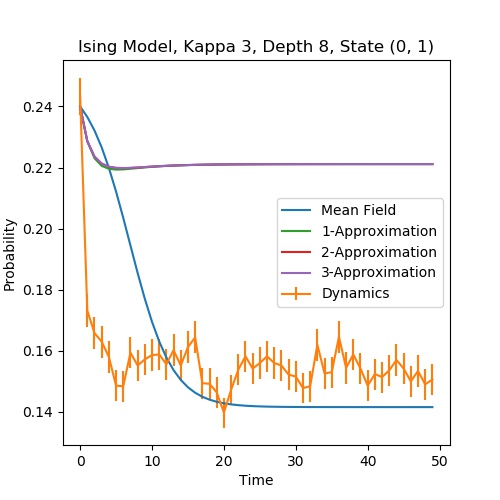 Ising Model, Kappa 3, Depth 8, State (0, 1)
0.24
0.22
0.20
0.18
0.16
0.14
Probability
Mean Field
1-Approximation
2-Approximation
3-Approximation
Dynamics
0 10 20 30 40 50
Time